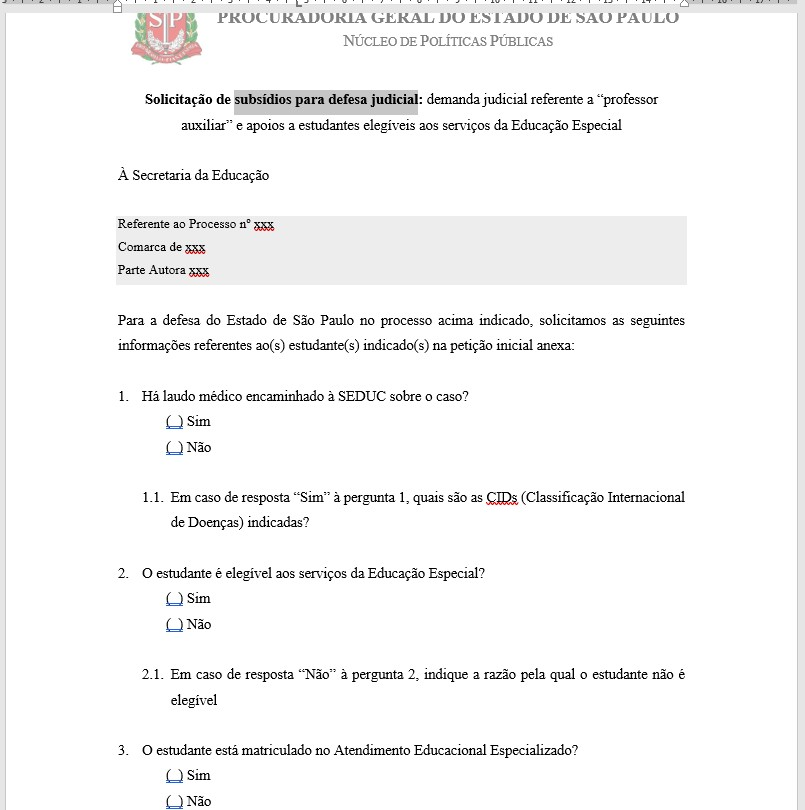 PROCURADORIA GERAL DO ESTADO DE SÃO PAULO
NÚCLEO DE POLÍTICAS PÚBLICAS
Solicitação de subsídios para defesa judicial: demanda judicial referente a “professor
auxiliar” e apoios a estudantes elegíveis aos serviços da Educação Especial
À Secretaria da Educação
Referente ao Processo nº xxx
Comarca de xxx
Parte Autora xxx
Para a defesa do Estado de São Paulo no processo acima indicado, solicitamos as seguintes
informações referentes ao(s) estudante(s) indicado(s) na petição inicial anexa:
1. Há laudo médico encaminhado à SEDUC sobre o caso?
(  ) Sim
(  ) Não
1.1. Em caso de resposta “Sim” à pergunta 1, quais são as CIDs (Classificação Internacional
de Doenças) indicadas?
2. O estudante é elegível aos serviços da Educação Especial?
(  ) Sim
(  ) Não
2.1. Em caso de resposta “Não” à pergunta 2, indique a razão pela qual o estudante não é
elegível
3. O estudante está matriculado no Atendimento Educacional Especializado?
(  ) Sim
(  ) Não